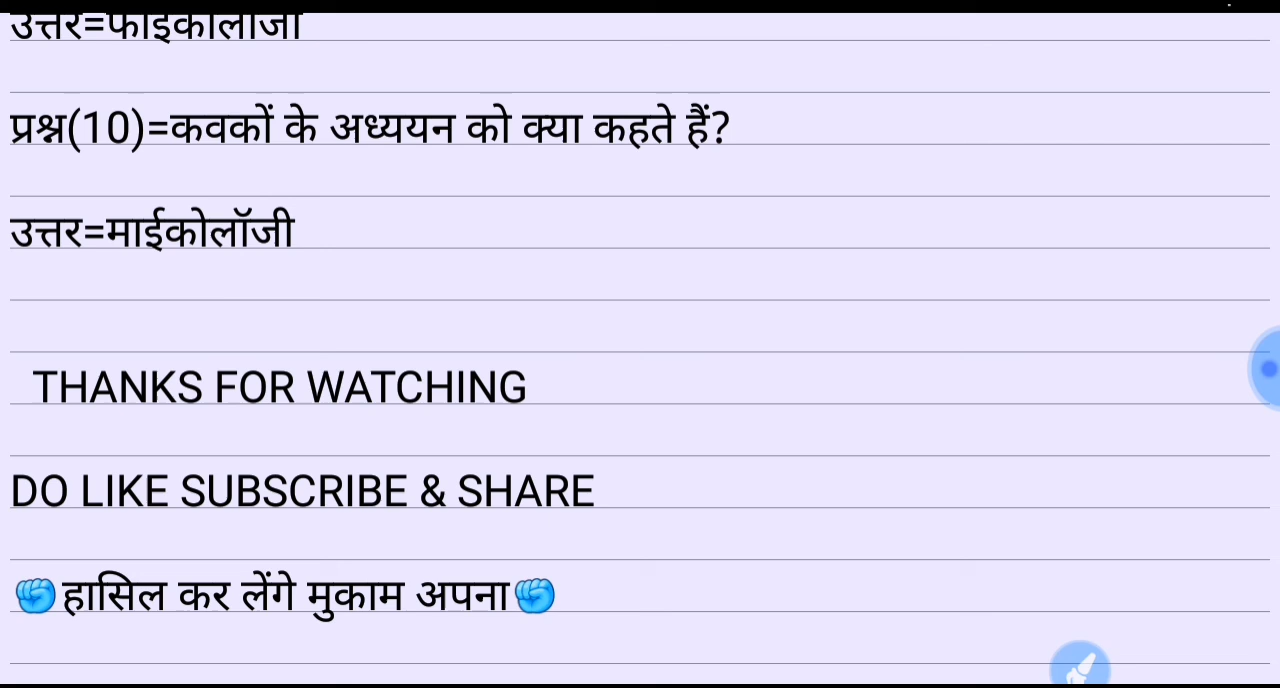 उत्तर=फाइकोलॉजी
प्रश्न(10)=कवकों के अध्ययन को क्या कहते हैं?
उत्तर=माईकोलॉजी
THANKS FOR WATCHING
DO LIKE SUBSCRIBE & SHARE
✊हासिल कर लेंगे मुकाम अपना✊